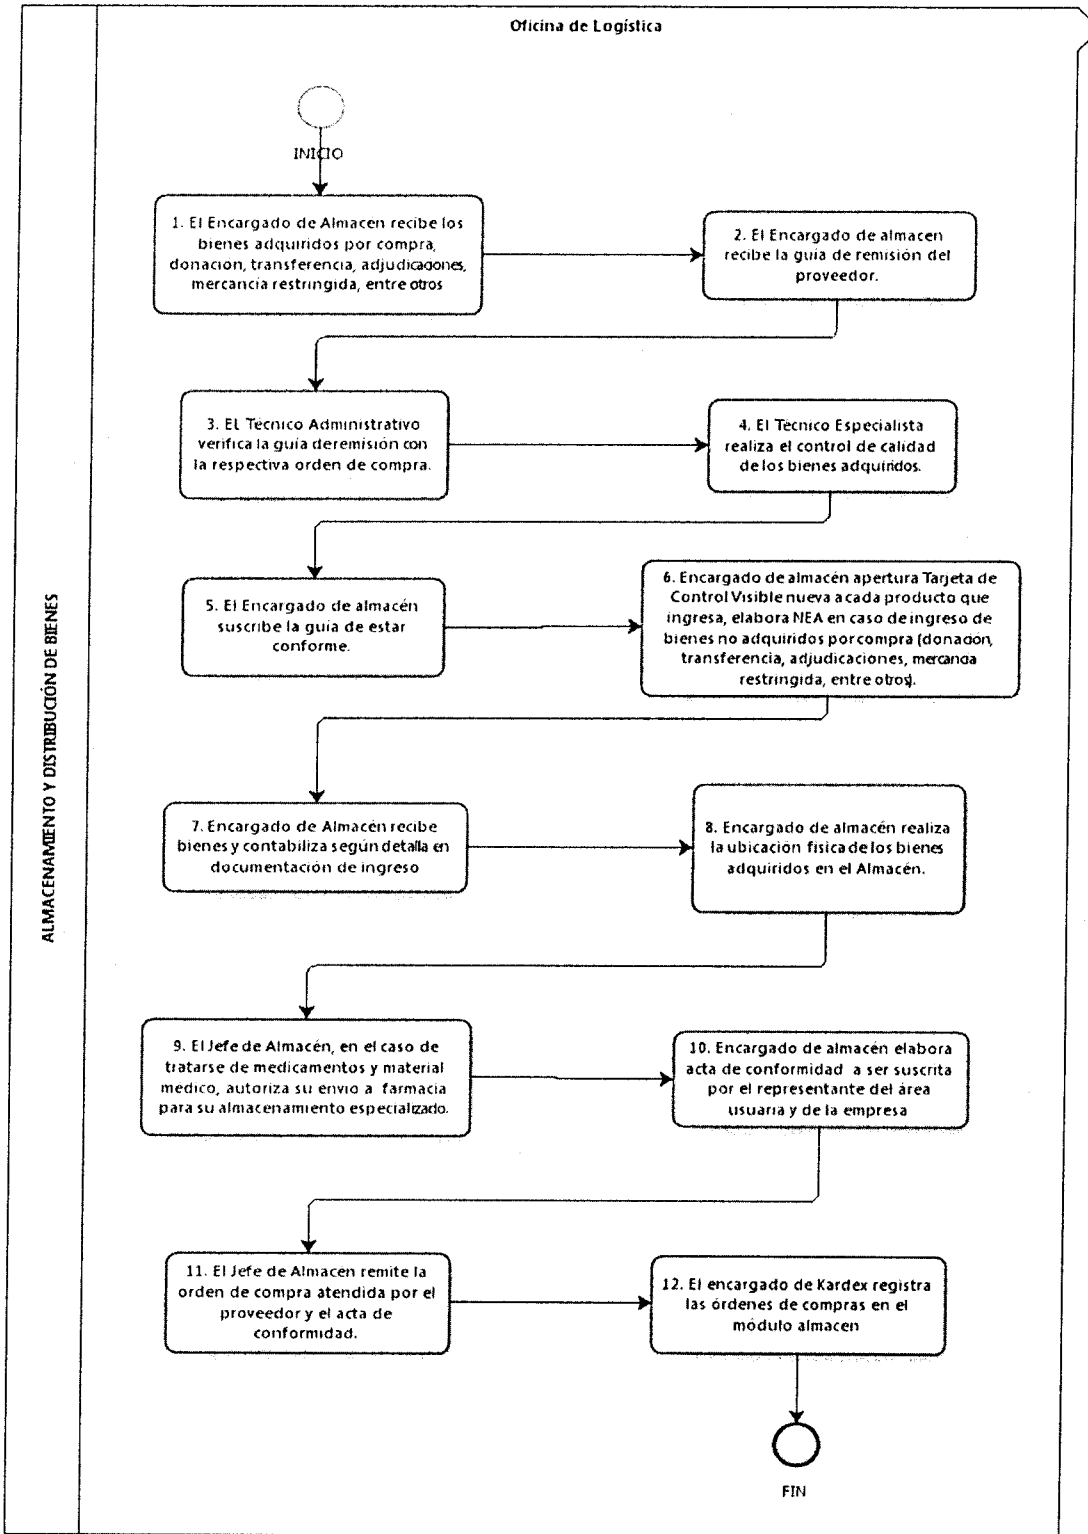 Oficina de Logística
ALMACENAMIENTO Y DISTRIBUCIÓN DE BIENES
INICIO
1. El Encargado de Almacen recibe los
bienes adquiridos por compra,
donación, transferencia, adjudicaciones,
mercancia restringida, entre otros
2. El Encargado de almacen
recibe la guía de remisión del
proveedor.
3. EL Técnico Administrativo
verifica la guía deremisión con
la respectiva orden de compra.
4. El Técnico Especialista
realiza el control de calidad
de los bienes adquiridos.
5. El Encargado de almacén
suscribe la guía de estar
conforme.
6. Encargado de almacén apertura Tarjeta de
Control Visible nueva a cada producto que
ingresa, elabora NEA en caso de ingreso de
bienes no adquiridos por compra (donación,
transferencia, adjudicaciones, mercancia
restringida, entre otros).
7. Encargado de Almacén recibe
bienes y contabiliza según detalla en
documentación de ingreso
8. Encargado de almacén realiza
la ubicación física de los bienes
adquiridos en el Almacén.
9. El Jefe de Almacén, en el caso de
tratarse de medicamentos y material
médico, autoriza su envio a farmacia
para su almacenamiento especializado.
10. Encargado de almacén elabora
acta de conformidad a ser suscrita
por el representante del área
usuaria y de la empresa
11. El Jefe de Almacen remite la
orden de compra atendida por el
proveedor y el acta de
conformidad.
12. El encargado de Kardex registra
las órdenes de compras en el
módulo almacen
FIN